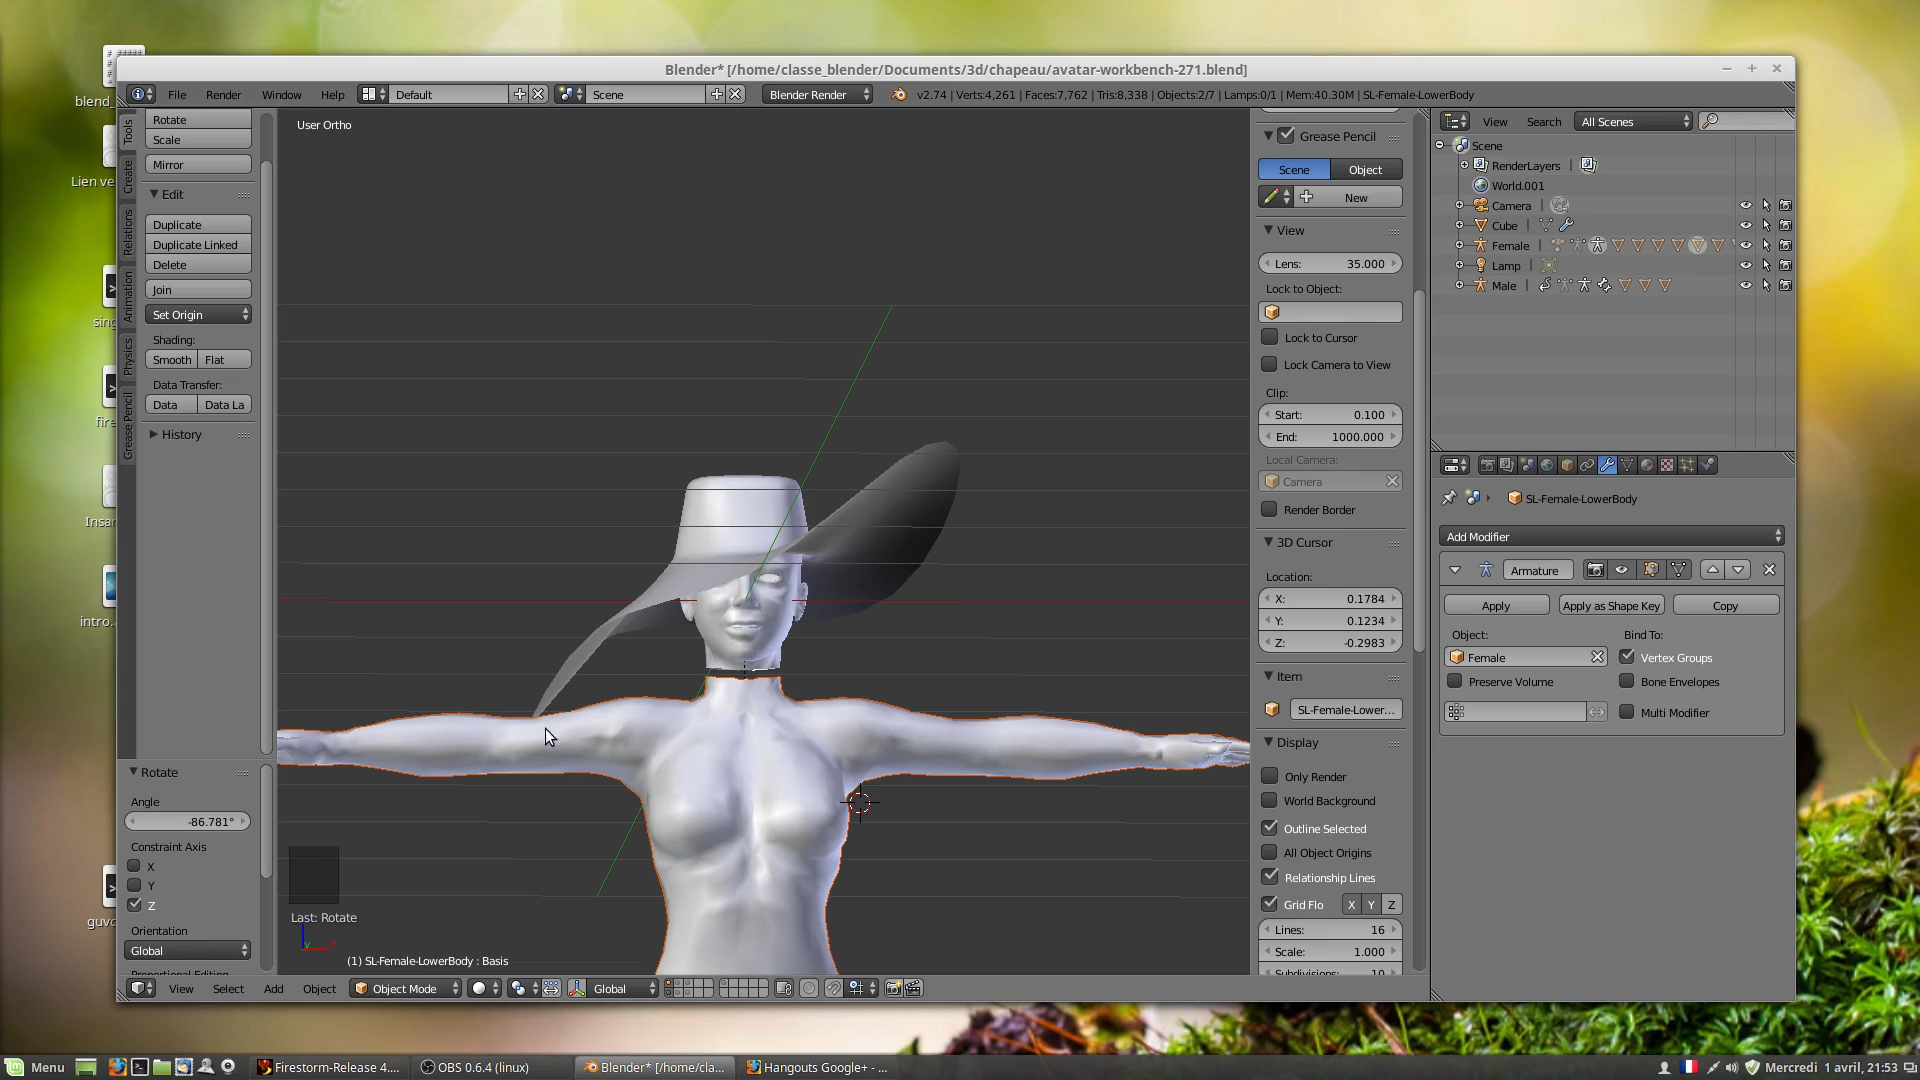 Blender* [/home/classe_blender/Documents/3d/chapeau/avatar-workbench-271.blend]
File Render Window Help Default Scene Blender Render v2.74 | Verts:4,261 | Faces:7,762 | Tris:8,338 | Objects:2/7 | Lamps:0/1 | Mem:40.30M | SL-Female-LowerBody
blend_
Lien ve
sing
fire
Insar
intro.
guvc
Tools
Create
Relations
Animation
Physics
Grease Pencil
Rotate
Scale
Mirror
Edit
Duplicate
Duplicate Linked
Delete
Join
Set Origin
Shading:
Smooth Flat
Data Transfer:
Data Data La
History
Rotate
Angle
-86.781°
Constraint Axis
X
Y
Z
Orientation
Global
Proportional Editing
User Ortho
Last: Rotate
(1) SL-Female-LowerBody : Basis
View Select Add Object Object Mode Global
Grease Pencil
Scene Object
New
View
Lens: 35.000
Lock to Object:
Lock to Cursor
Lock Camera to View
Clip:
Start: 0.100
End: 1000.000
Local Camera:
Camera
Render Border
3D Cursor
Location:
X: 0.1784
Y: 0.1234
Z: -0.2983
Item
SL-Female-Lower...
Display
Only Render
World Background
Outline Selected
All Object Origins
Relationship Lines
Grid Flo X Y Z
Lines: 16
Scale: 1.000
Subdivisions: 10
View Search All Scenes
Scene
RenderLayers
World.001
Camera
Cube
Female
Lamp
Male
SL-Female-LowerBody
Add Modifier
Armature
Apply Apply as Shape Key Copy
Object: Bind To:
Female Vertex Groups
Preserve Volume Bone Envelopes
Multi Modifier
Menu Firestorm-Release 4.... OBS 0.6.4 (linux) Blender* [/home/cla... Hangouts Google+ - ... Mercredi 1 avril, 21:53